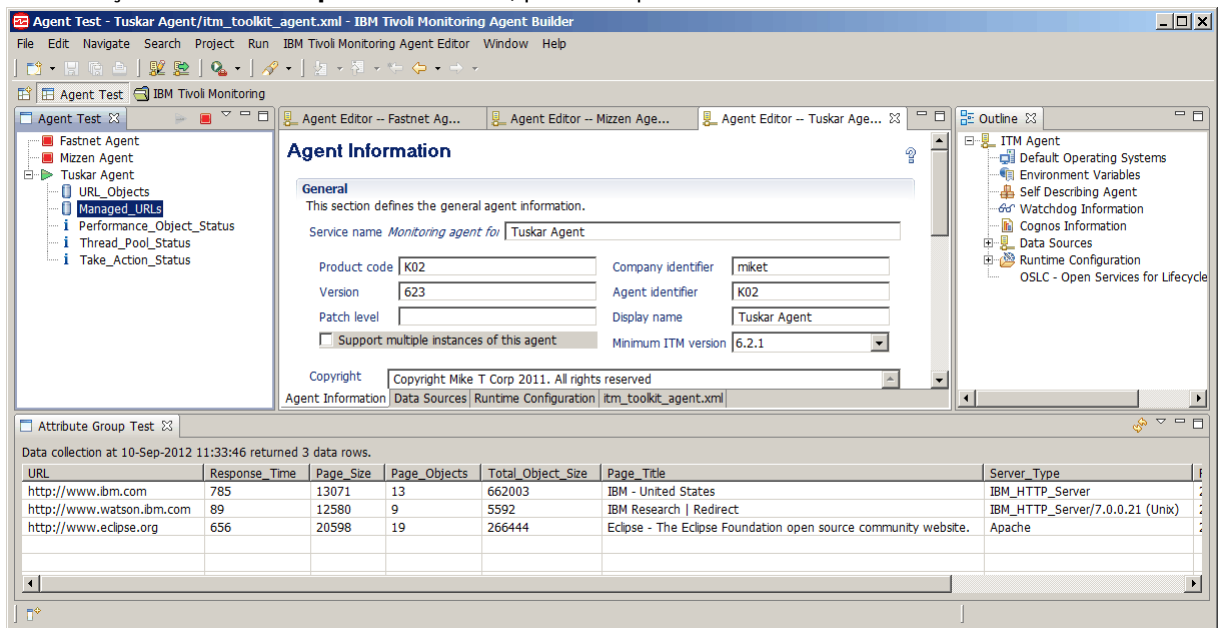 Agent Test - Tuskar Agent/itm_toolkit_agent.xml - IBM Tivoli Monitoring Agent Builder
File Edit Navigate Search Project Run IBM Tivoli Monitoring Agent Editor Window Help
Agent Test IBM Tivoli Monitoring
Agent Test
Fastnet Agent
Mizzen Agent
Tuskar Agent
URL_Objects
Managed_URLs
Performance_Object_Status
Thread_Pool_Status
Take_Action_Status
Agent Editor -- Fastnet Ag... Agent Editor -- Mizzen Age... Agent Editor -- Tuskar Age...
Agent Information
General
This section defines the general agent information.
Service name Monitoring agent for Tuskar Agent
Product code K02 Company identifier miket
Version 623 Agent identifier K02
Patch level Display name Tuskar Agent
Support multiple instances of this agent Minimum ITM version 6.2.1
Copyright Copyright Mike T Corp 2011. All rights reserved
Agent Information Data Sources Runtime Configuration itm_toolkit_agent.xml
Outline
ITM Agent
Default Operating Systems
Environment Variables
Self Describing Agent
Watchdog Information
Cognos Information
Data Sources
Runtime Configuration
OSLC - Open Services for Lifecycle
Attribute Group Test
Data collection at 10-Sep-2012 11:33:46 returned 3 data rows.
URL Response_Time Page_Size Page_Objects Total_Object_Size Page_Title Server_Type
http://www.ibm.com 785 13071 13 662003 IBM - United States IBM_HTTP_Server
http://www.watson.ibm.com 89 12580 9 5592 IBM Research | Redirect IBM_HTTP_Server/7.0.0.21 (Unix)
http://www.eclipse.org 656 20598 19 266444 Eclipse - The Eclipse Foundation open source community website. Apache